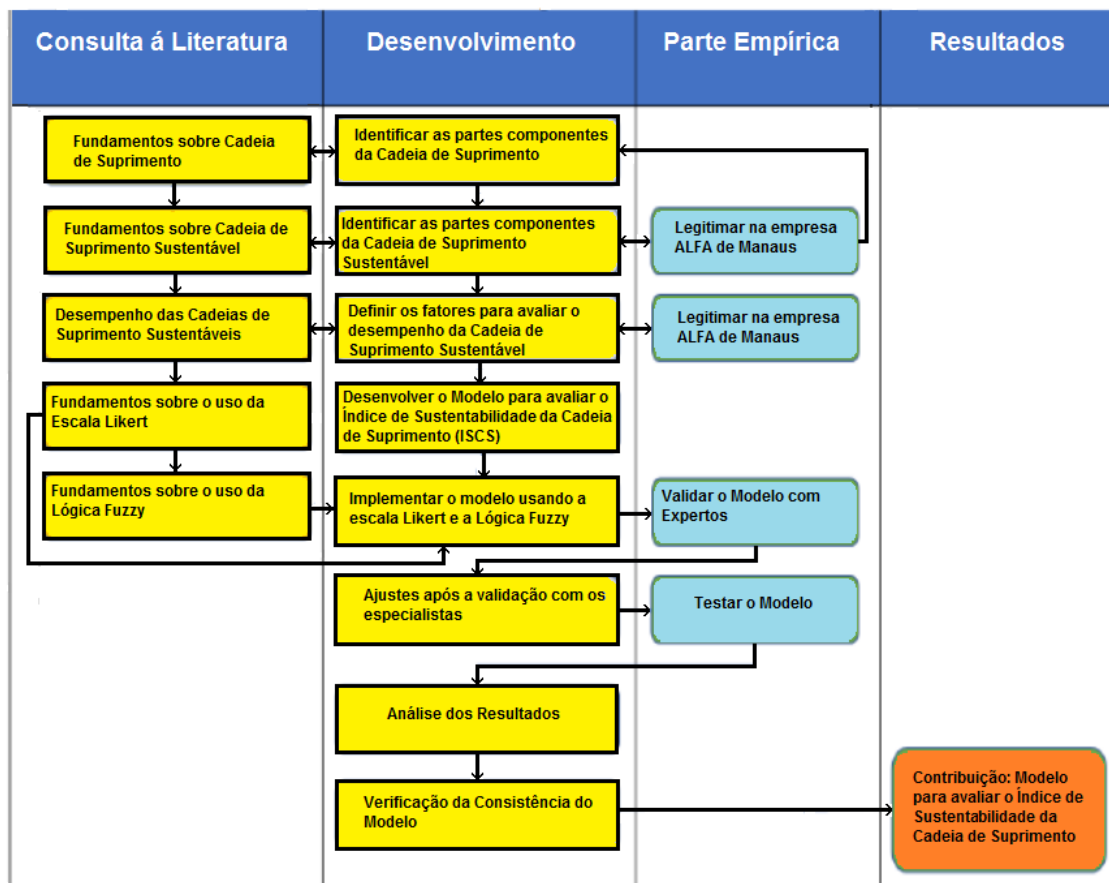 Consulta á Literatura
Desenvolvimento
Parte Empírica
Resultados
Fundamentos sobre Cadeia
de Suprimento
Identificar as partes componentes
da Cadeia de Suprimento
Fundamentos sobre Cadeia de
Suprimento Sustentável
Identificar as partes componentes
da Cadeia de Suprimento
Sustentável
Legitimar na empresa
ALFA de Manaus
Desempenho das Cadeias de
Suprimento Sustentáveis
Definir os fatores para avaliar o
desempenho da Cadeia de
Suprimento Sustentável
Legitimar na empresa
ALFA de Manaus
Fundamentos sobre o uso da
Escala Likert
Desenvolver o Modelo para avaliar o
Índice de Sustentabilidade da Cadeia
de Suprimento (ISCS)
Fundamentos sobre o uso da
Lógica Fuzzy
Implementar o modelo usando a
escala Likert e a Lógica Fuzzy
Validar o Modelo com
Expertos
Ajustes após a validação com os
especialistas
Testar o Modelo
Análise dos Resultados
Verificação da Consistência do
Modelo
Contribuição: Modelo
para avaliar o Índice de
Sustentabilidade da
Cadeia de Suprimento